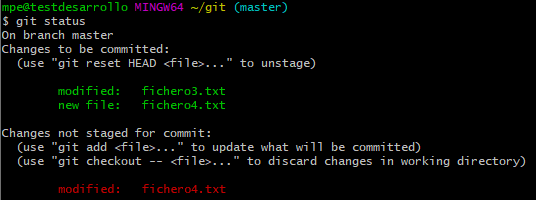 mpe@testdesarrollo MINGW64 ~/git (master)
$ git status
On branch master
Changes to be committed:
  (use "git reset HEAD <file>..." to unstage)

        modified:   fichero3.txt
        new file:   fichero4.txt

Changes not staged for commit:
  (use "git add <file>..." to update what will be committed)
  (use "git checkout -- <file>..." to discard changes in working directory)

        modified:   fichero4.txt